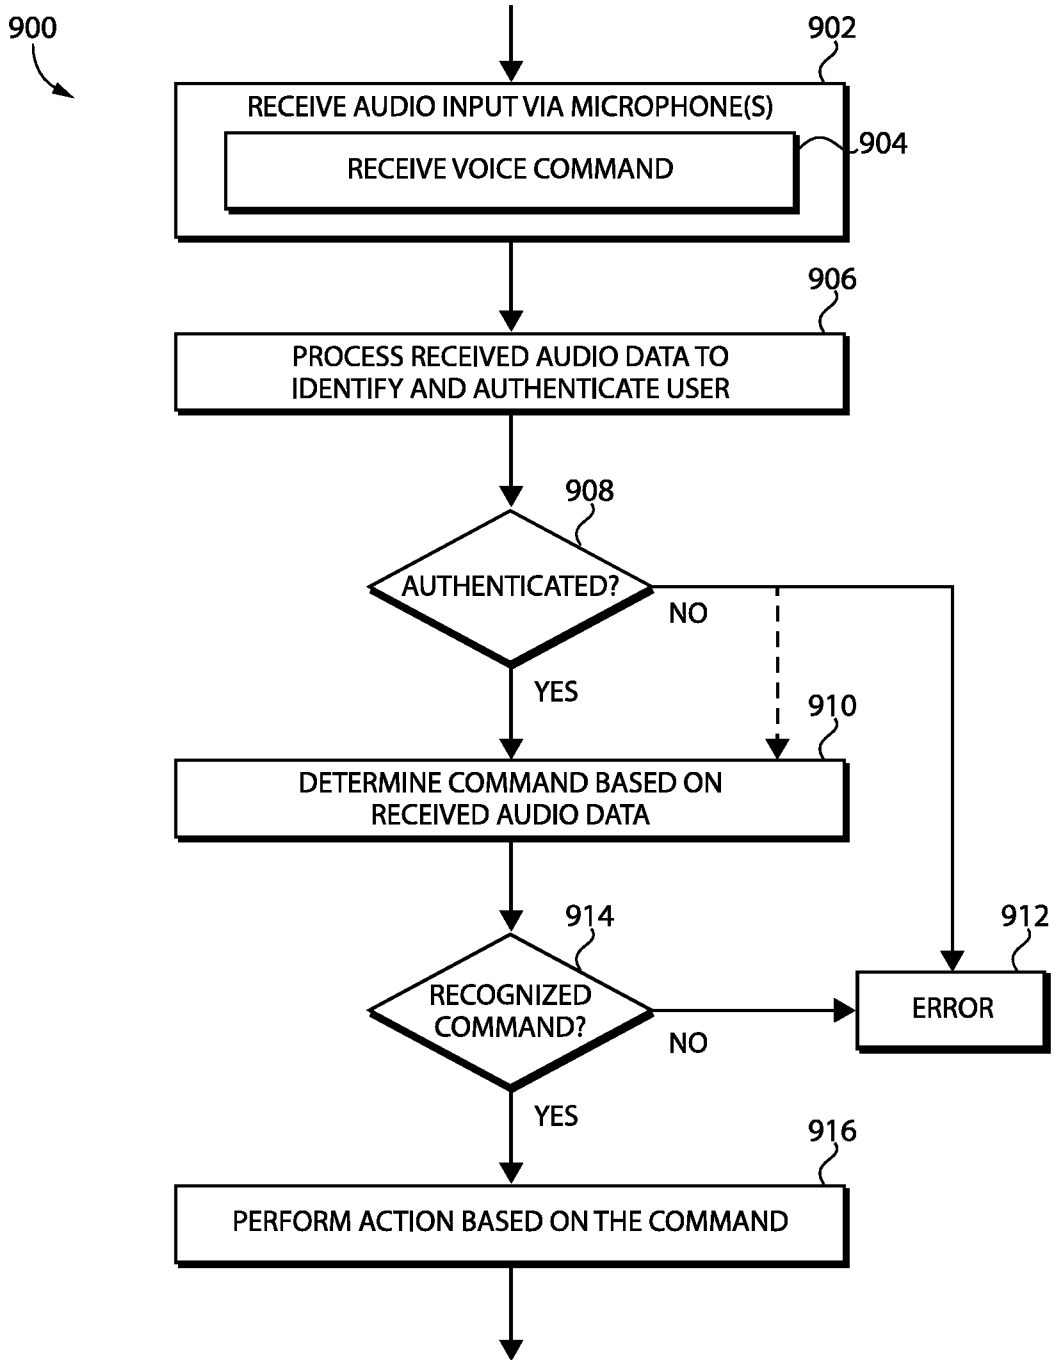 900
902
RECEIVE AUDIO INPUT VIA MICROPHONE(S)
904
RECEIVE VOICE COMMAND
906
PROCESS RECEIVED AUDIO DATA TO
IDENTIFY AND AUTHENTICATE USER
908
AUTHENTICATED?
NO
YES
910
DETERMINE COMMAND BASED ON
RECEIVED AUDIO DATA
914
912
RECOGNIZED
COMMAND?
ERROR
NO
YES
916
PERFORM ACTION BASED ON THE COMMAND